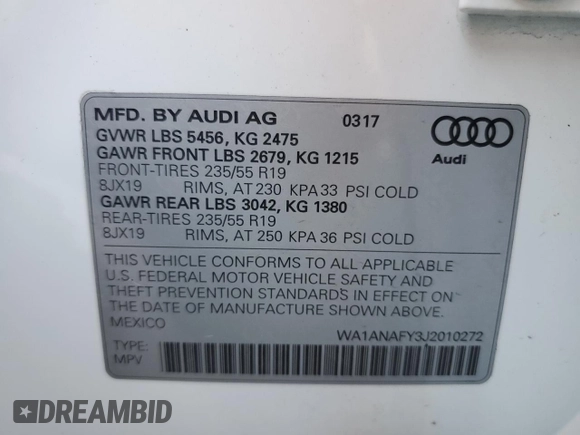 MFD. BY AUDI AG 0317
GVWR LBS 5456, KG 2475
GAWR FRONT LBS 2679, KG 1215
FRONT-TIRES 235/55 R19
8JX19 RIMS, AT 230 KPA 33 PSI COLD
GAWR REAR LBS 3042, KG 1380
REAR-TIRES 235/55 R19
8JX19 RIMS, AT 250 KPA 36 PSI COLD
Audi
THIS VEHICLE CONFORMS TO ALL APPLICABLE
U.S. FEDERAL MOTOR VEHICLE SAFETY AND
THEFT PREVENTION STANDARDS IN EFFECT ON
THE DATE OF MANUFACTURE SHOWN ABOVE.
MEXICO WA1ANAFY3J2010272
TYPE:
MPV
DREAMBID